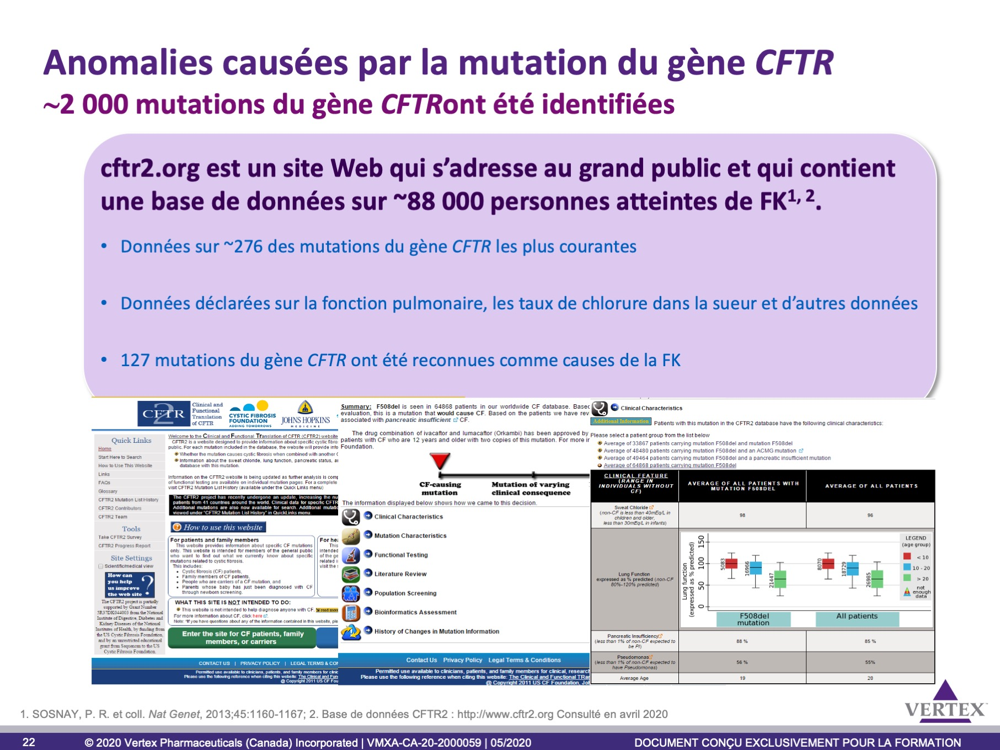 Anomalies causées par la mutation du gène CFTR
~2 000 mutations du gène CFTRont été identifiées
cftr2.org est un site Web qui s’adresse au grand public et qui contient
une base de données sur ~88 000 personnes atteintes de FK1, 2.
• Données sur ~276 des mutations du gène CFTR les plus courantes
• Données déclarées sur la fonction pulmonaire, les taux de chlorure dans la sueur et d’autres données
• 127 mutations du gène CFTR ont été reconnues comme causes de la FK
CFTR
2
Clinical and
Functional
Translation
of CFTR
CYSTIC FIBROSIS
FOUNDATION
ADDING TOMORROWS
JOHNS HOPKINS
MEDICINE
Quick Links
Home
Start Here to Search
How to Use This Website
Links
FAQs
Glossary
CFTR2 Mutation List History
CFTR2 Contributors
CFTR2 Team
Tools
Take CFTR2 Survey
CFTR2 Progress Report
Site Settings
Scientific/medical view
How can
you help
us improve
the web site
?
The CFTR2 project is partially
supported by Grant Number
5R37DK044003 from the National
Institute of Digestive, Diabetes and
Kidney Diseases of the National
Institutes of Health, by funding from
the US Cystic Fibrosis Foundation,
and by an unrestricted educational
grant from Sequenom to the US
Cystic Fibrosis Foundation.
Welcome to the Clinical and Functional Translation of CFTR (CFTR2) website
CFTR2 is a website designed to provide information about specific cystic fibro
public. For each mutation included in the database, the website will provide info
Whether the mutation causes cystic fibrosis when combined with another C
Information about the sweat chloride, lung function, pancreatic status, a
database with this mutation.
Information on the CFTR2 website is being updated as further analysis is comp
of functional testing are available on individual mutation pages. For a complete
visit CFTR2 Mutation List History (available under the Quick Links menu)
The CFTR2 project has recently undergone an update, increasing the nu
patients from 41 countries around the world. Clinical data for specific CFTR
Additional mutations are also now available for search. Additional mutatio
viewed under "CFTR2 Mutation List History" in QuickLinks menu.
? How to use this website
For patients and family members
This website provides information about specific CF mutations
only. This website is intended for members of the general public
who want to find out what we currently know about specific
mutations related to cystic fibrosis.
This includes:
• Cystic fibrosis (CF) patients,
• Family members of CF patients,
• People who are carriers of a CF mutation, and
• Parents whose baby has just been diagnosed with CF
through newborn screening.
For hea
This
intended
of the ge
related i
visit the
WHAT THIS SITE IS NOT INTENDED TO DO:
This website is not intended to help diagnose anyone with CF. read more
For more information about CF, click here
Note: *If you have questions about any of the information contained in this website, ple
Enter the site for CF patients, family
members, or carriers
CONTACT US | PRIVACY POLICY | LEGAL TERMS & CON
Permitted use available to clinicians, patients, and family members for clinic
Please use the following reference when citing this website: The Clinical and Fun
@ Copyright 2011 US CF Fou
Summary: F508del is seen in 64868 patients in our worldwide CF database. Based
evaluation, this is a mutation that would cause CF. Based on the patients we have rev
associated with pancreatic insufficient CF.
The drug combination of ivacaftor and lumacaftor (Orkambi) has been approved by
patients with CF who are 12 years and older with two copies of this mutation. For more in
Foundation.
CF-causing
mutation
Mutation of varying
clinical consequence
The information displayed below shows how we came to this decision.
Clinical Characteristics
Mutation Characteristics
Functional Testing
Literature Review
Population Screening
Bioinformatics Assessment
History of Changes in Mutation Information
Contact Us Privacy Policy Legal Terms & Conditions
Permitted use available to clinicians, patients, and family members for clinical, research
Please use the following reference when citing this website: The Clinical and Functional TRan
@ Copyright 2011 US CF Foundation, Joh
Clinical Characteristics
Additional Information Patients with this mutation in the CFTR2 database have the following clinical characteristics:
Please select a patient group from the list below
Average of 33867 patients carrying mutation F508del and mutation F508del
Average of 48480 patients carrying mutation F508del and an ACMG mutation
Average of 49464 patients carrying mutation F508del and a pancreatic insufficient mutation
Average of 64868 patients carrying mutation F508del
CLINICAL FEATURE
(RANGE IN
INDIVIDUALS WITHOUT
CF)
AVERAGE OF ALL PATIENTS WITH
MUTATION F508DEL
AVERAGE OF ALL PATIENTS
Sweat Chloride
(non-CF is less than 40mEq/L in
children and older,
less than 30mEq/L in infants)
98
96
Lung Function
expressed as % predicted (non-CF
80%-120% predicted)
Lung function
(expressed as % predicted)
150
100
50
0
5083
16966
21447
8070
18729
26985
F508del
mutation
All patients
LEGEND
(age group)
< 10
10 - 20
> 20
not
enough
data
Pancreatic Insufficiency
(less than 1% of non-CF expected to
be PI)
88 %
85 %
Pseudomonas
(less than 1% of non-CF expected to
have Pseudomonas)
56 %
55%
Average Age
19
20
1. SOSNAY, P. R. et coll. Nat Genet, 2013;45:1160-1167; 2. Base de données CFTR2 : http://www.cftr2.org Consulté en avril 2020
VERTEX
22
© 2020 Vertex Pharmaceuticals (Canada) Incorporated | VMXA-CA-20-2000059 | 05/2020
DOCUMENT CONÇU EXCLUSIVEMENT POUR LA FORMATION